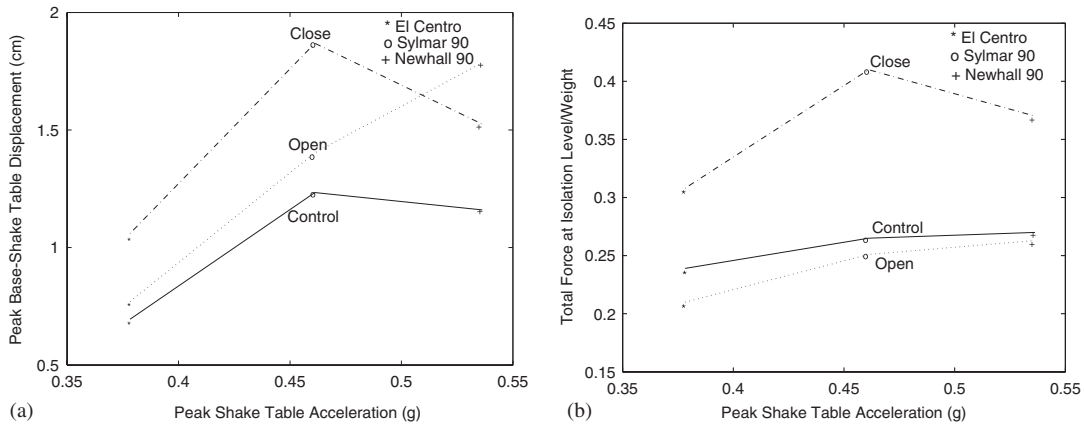 2
* El Centro
o Sylmar 90
+ Newhall 90
Close
1.5
Open
Control
1
0.5
0.35
0.4
0.45
0.5
0.55
Peak Base-Shake Table Displacement (cm)
Peak Shake Table Acceleration (g)
(a)
0.45
* El Centro
o Sylmar 90
+ Newhall 90
Close
0.4
0.35
0.3
Control
0.25
Open
0.2
0.15
0.35
0.4
0.45
0.5
0.55
Total Force at Isolation Level/Weight
Peak Shake Table Acceleration (g)
(b)